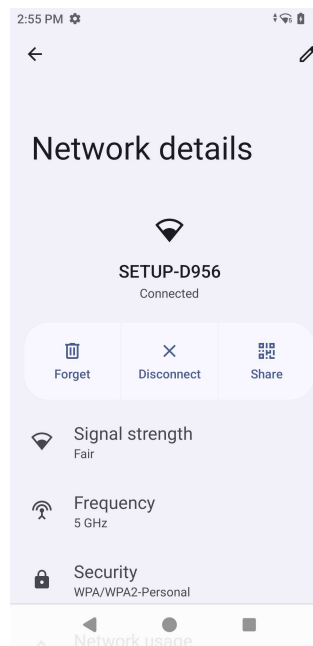 2:55 PM
Network details
SETUP-D956
Connected
Forget
Disconnect
Share
Signal strength
Fair
Frequency
5 GHz
Security
WPA/WPA2-Personal
Network usage